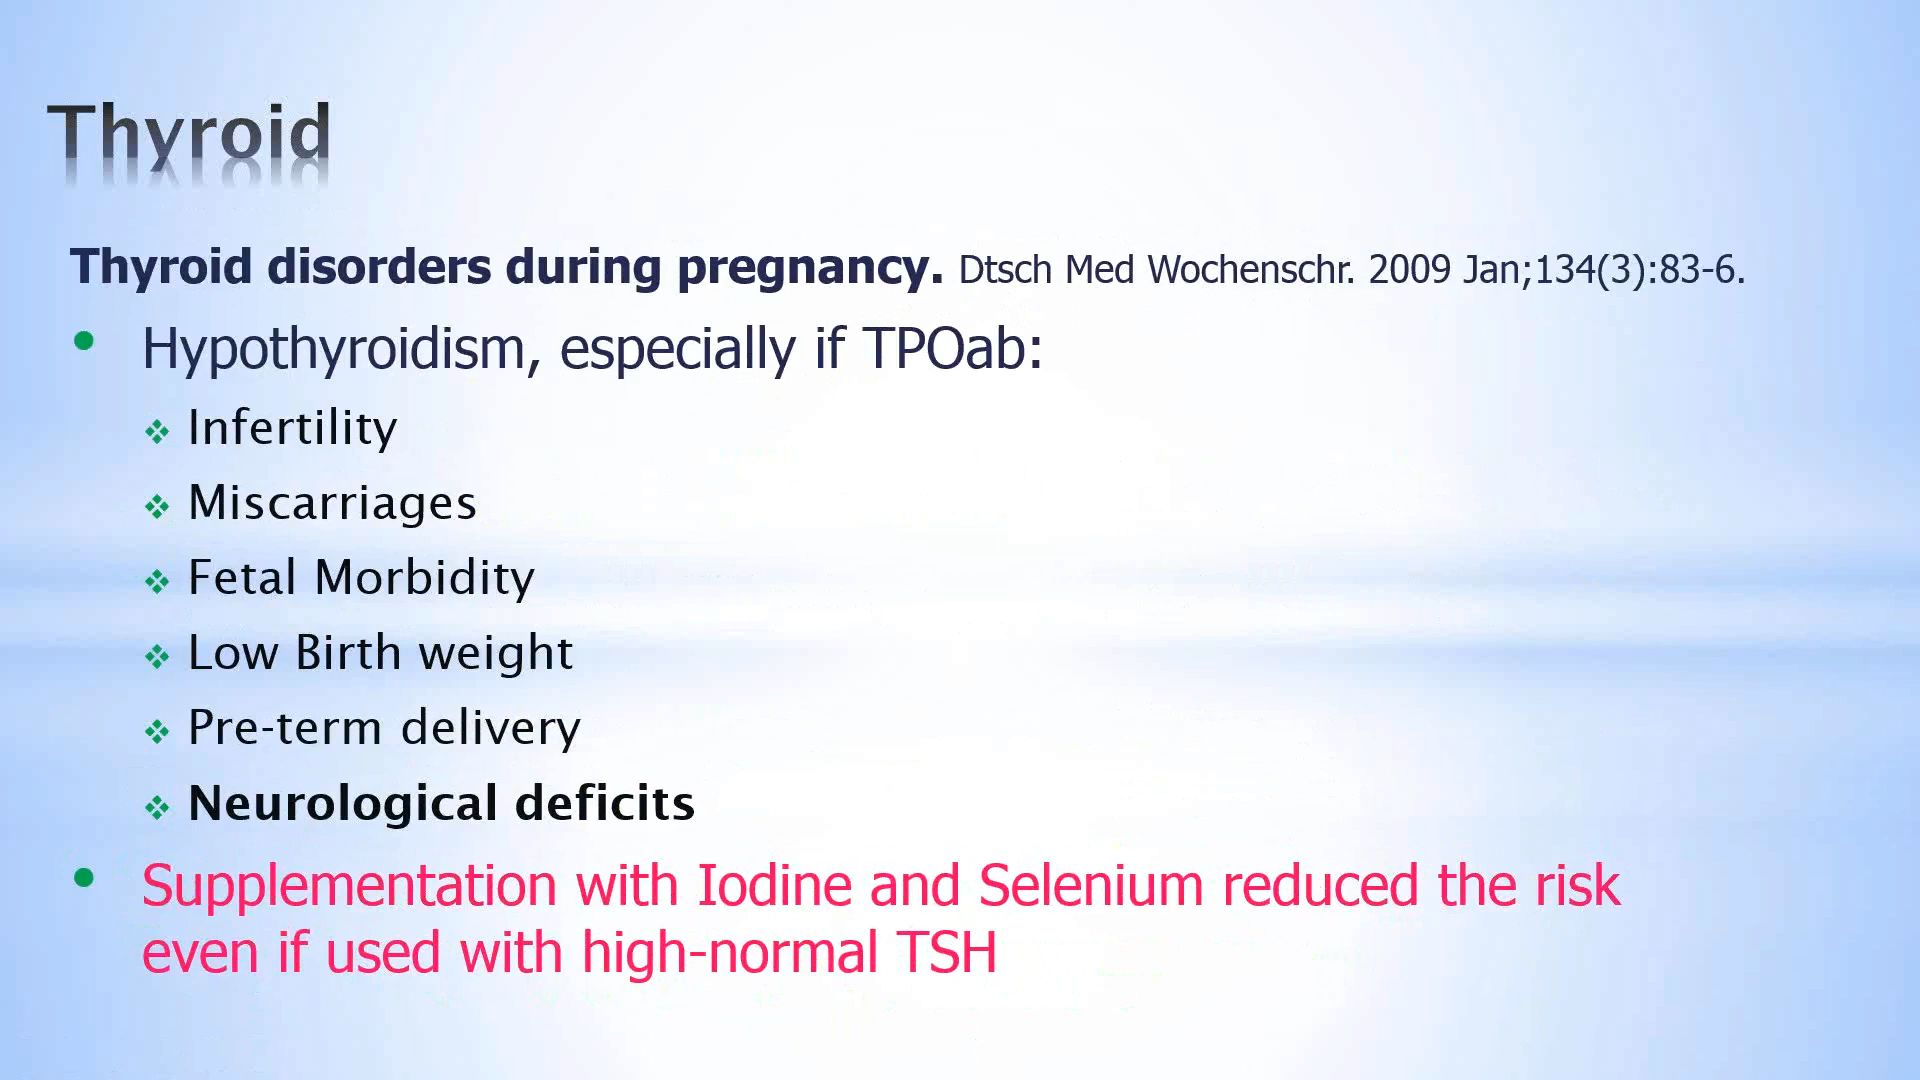 Thyroid
Thyroid disorders during pregnancy. Dtsch Med Wochenschr. 2009 Jan;134(3):83-6.
• Hypothyroidism, especially if TPOab:
❖ Infertility
❖ Miscarriages
❖ Fetal Morbidity
❖ Low Birth weight
❖ Pre-term delivery
❖ Neurological deficits
• Supplementation with Iodine and Selenium reduced the risk
even if used with high-normal TSH